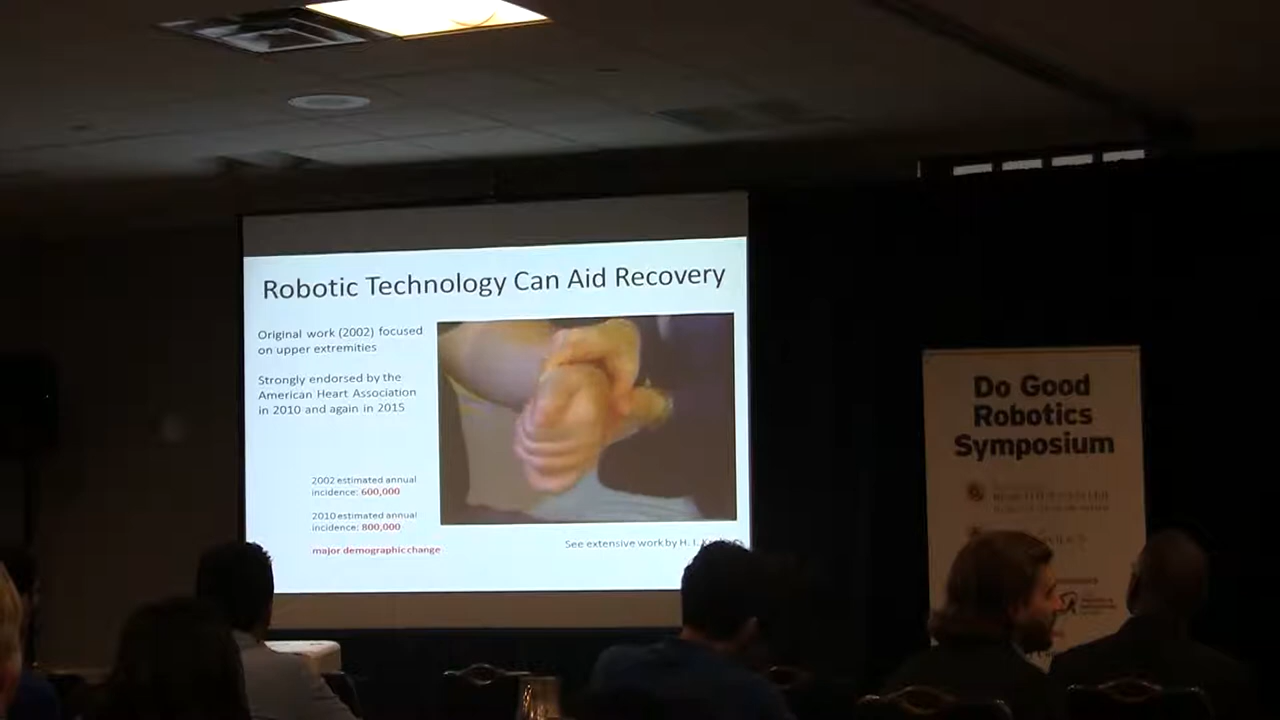 Robotic Technology Can Aid Recovery
Original work (2002) focused
on upper extremities
Strongly endorsed by the
American Heart Association
in 2010 and again in 2015
2002 estimated annual
incidence: 600,000
2010 estimated annual
incidence: 800,000
major demographic change
See extensive work by H. I.
Do Good
Robotics
Symposium